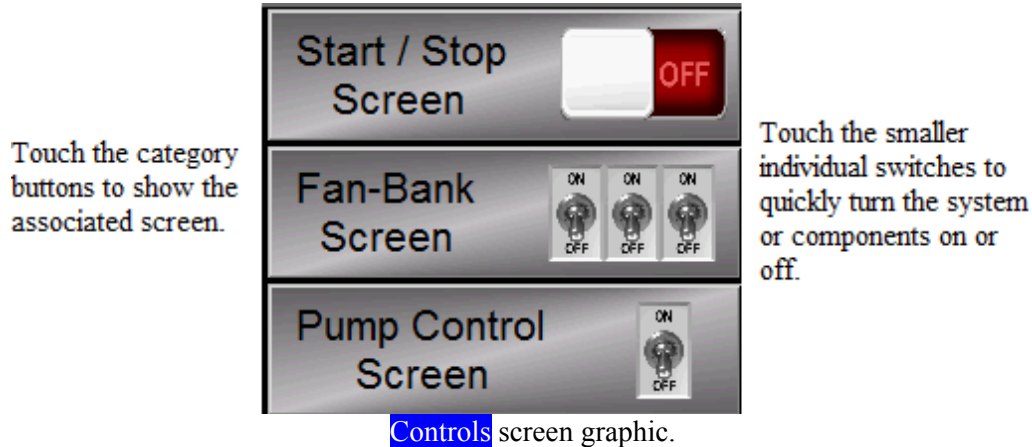 Touch the category
buttons to show the
associated screen.
Start / Stop
Screen
OFF
Fan-Bank
Screen
ON ON ON
OFF OFF OFF
Pump Control
Screen
ON
OFF
Touch the smaller
individual switches to
quickly turn the system
or components on or
off.
Controls screen graphic.